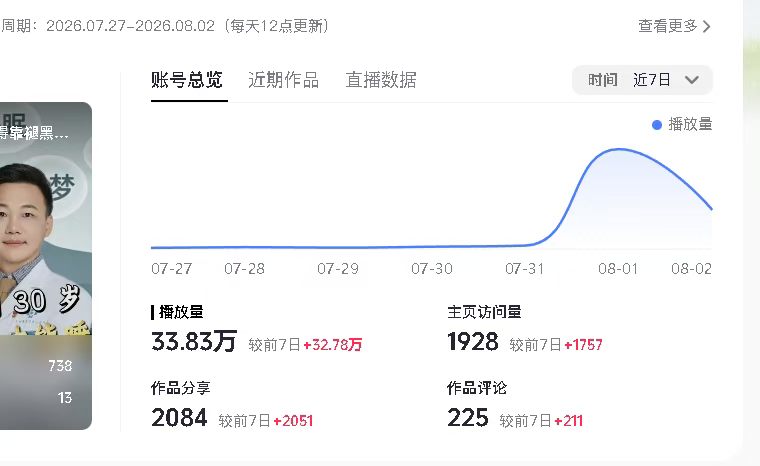 周期：2026.07.27-2026.08.02（每天12点更新）
查看更多
账号总览 近期作品 直播数据
时间 近7日
播放量
眠
得靠褪黑...
梦
30 岁
738
13
07-27 07-28 07-29 07-30 07-31 08-01 08-02
播放量
33.83万 较前7日+32.78万
主页访问量
1928 较前7日+1757
作品分享
2084 较前7日+2051
作品评论
225 较前7日+211